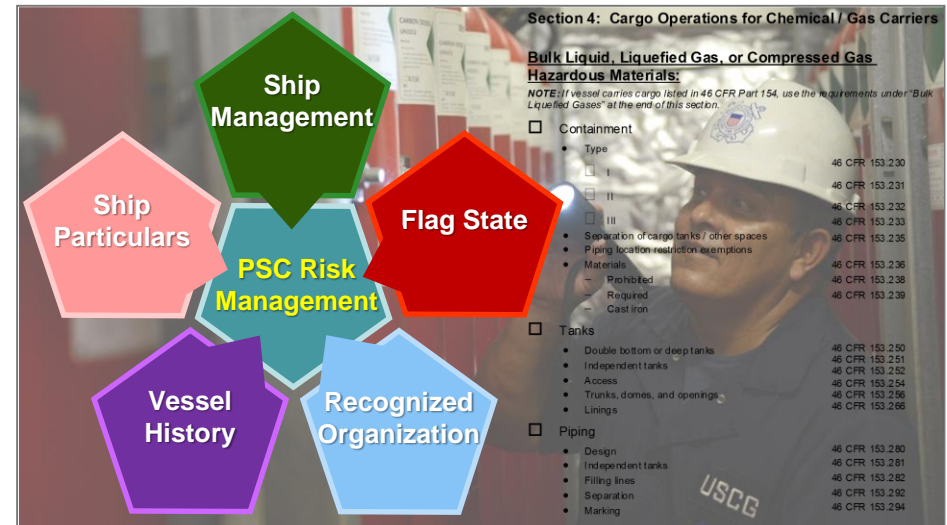 Ship
Management
Ship
Particulars
Flag State
PSC Risk
Management
Vessel
History
Recognized
Organization
Section 4: Cargo Operations for Chemical / Gas Carriers
Bulk Liquid, Liquefied Gas, or Compressed Gas
Hazardous Materials:
NOTE: If vessel carries cargo listed in 46 CFR Part 154, use the requirements under "Bulk
Liquefied Gases" at the end of this section.
Containment
Type
I 46 CFR 153.230
II 46 CFR 153.231
46 CFR 153.232
III 46 CFR 153.233
Separation of cargo tanks / other spaces 46 CFR 153.235
Piping location restriction exemptions
Materials 46 CFR 153.236
– Prohibited 46 CFR 153.238
– Required 46 CFR 153.239
– Cast iron
Tanks
Double bottom or deep tanks 46 CFR 153.250
Independent tanks 46 CFR 153.251
46 CFR 153.252
Access 46 CFR 153.254
Trunks, domes, and openings 46 CFR 153.256
Linings 46 CFR 153.266
Piping
Design 46 CFR 153.280
Independent tanks 46 CFR 153.281
Filling lines 46 CFR 153.282
Separation 46 CFR 153.292
Marking 46 CFR 153.294
USCG